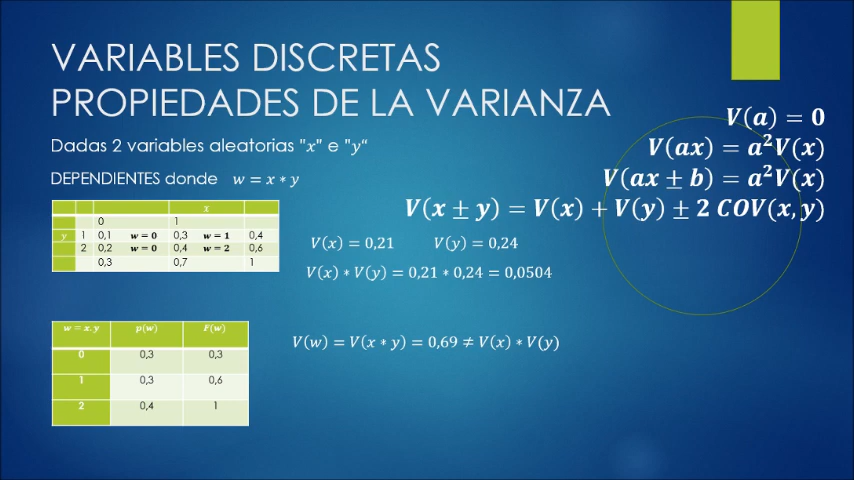 VARIABLES DISCRETAS
PROPIEDADES DE LA VARIANZA
Dadas 2 variables aleatorias "x" e "y"
DEPENDIENTES donde w = x ∗ y
V(a) = 0
V(ax) = a²V(x)
V(ax ± b) = a²V(x)
V(x ± y) = V(x) + V(y) ± 2 COV(x, y)
x
0 1
y 1 0,1 w = 0 0,3 w = 1 0,4
2 0,2 w = 0 0,4 w = 2 0,6
0,3 0,7 1
V(x) = 0,21 V(y) = 0,24
V(x) ∗ V(y) = 0,21 ∗ 0,24 = 0,0504
w = x.y p(w) F(w)
0 0,3 0,3
1 0,3 0,6
2 0,4 1
V(w) = V(x ∗ y) = 0,69 ≠ V(x) ∗ V(y)